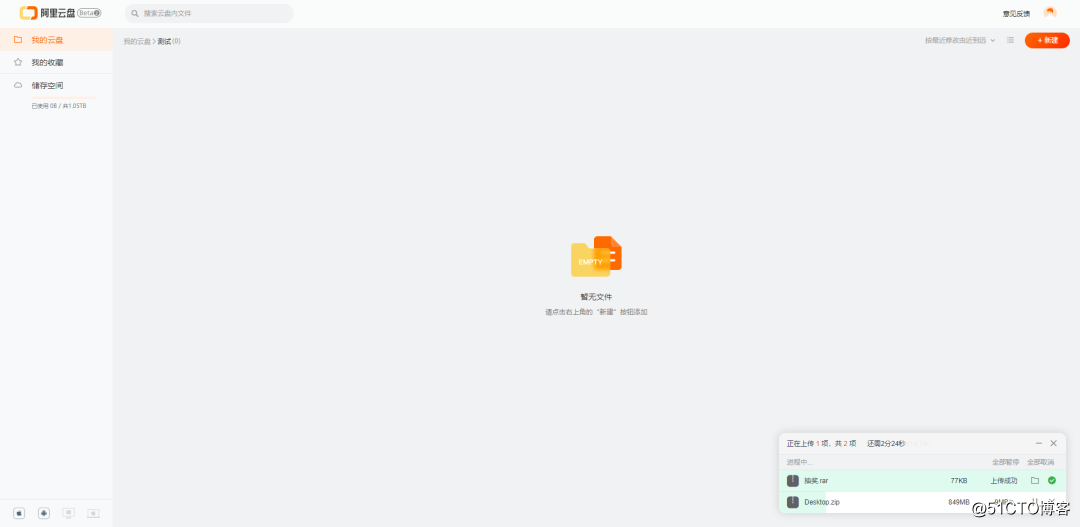 阿里云盘 Beta
搜索云盘内文件
意见反馈
我的云盘
我的收藏
储存空间
已使用 0B / 共1.05TB
我的云盘 > 测试 (0)
按最近修改由近到远
+ 新建
EMPTY
暂无文件
请点击右上角的“新建”按钮添加
正在上传 1 项，共 2 项 还需2分24秒
进程中...
全部暂停 全部取消
抽奖.rar 77KB 上传成功
Desktop.zip 849MB
@51CTO博客